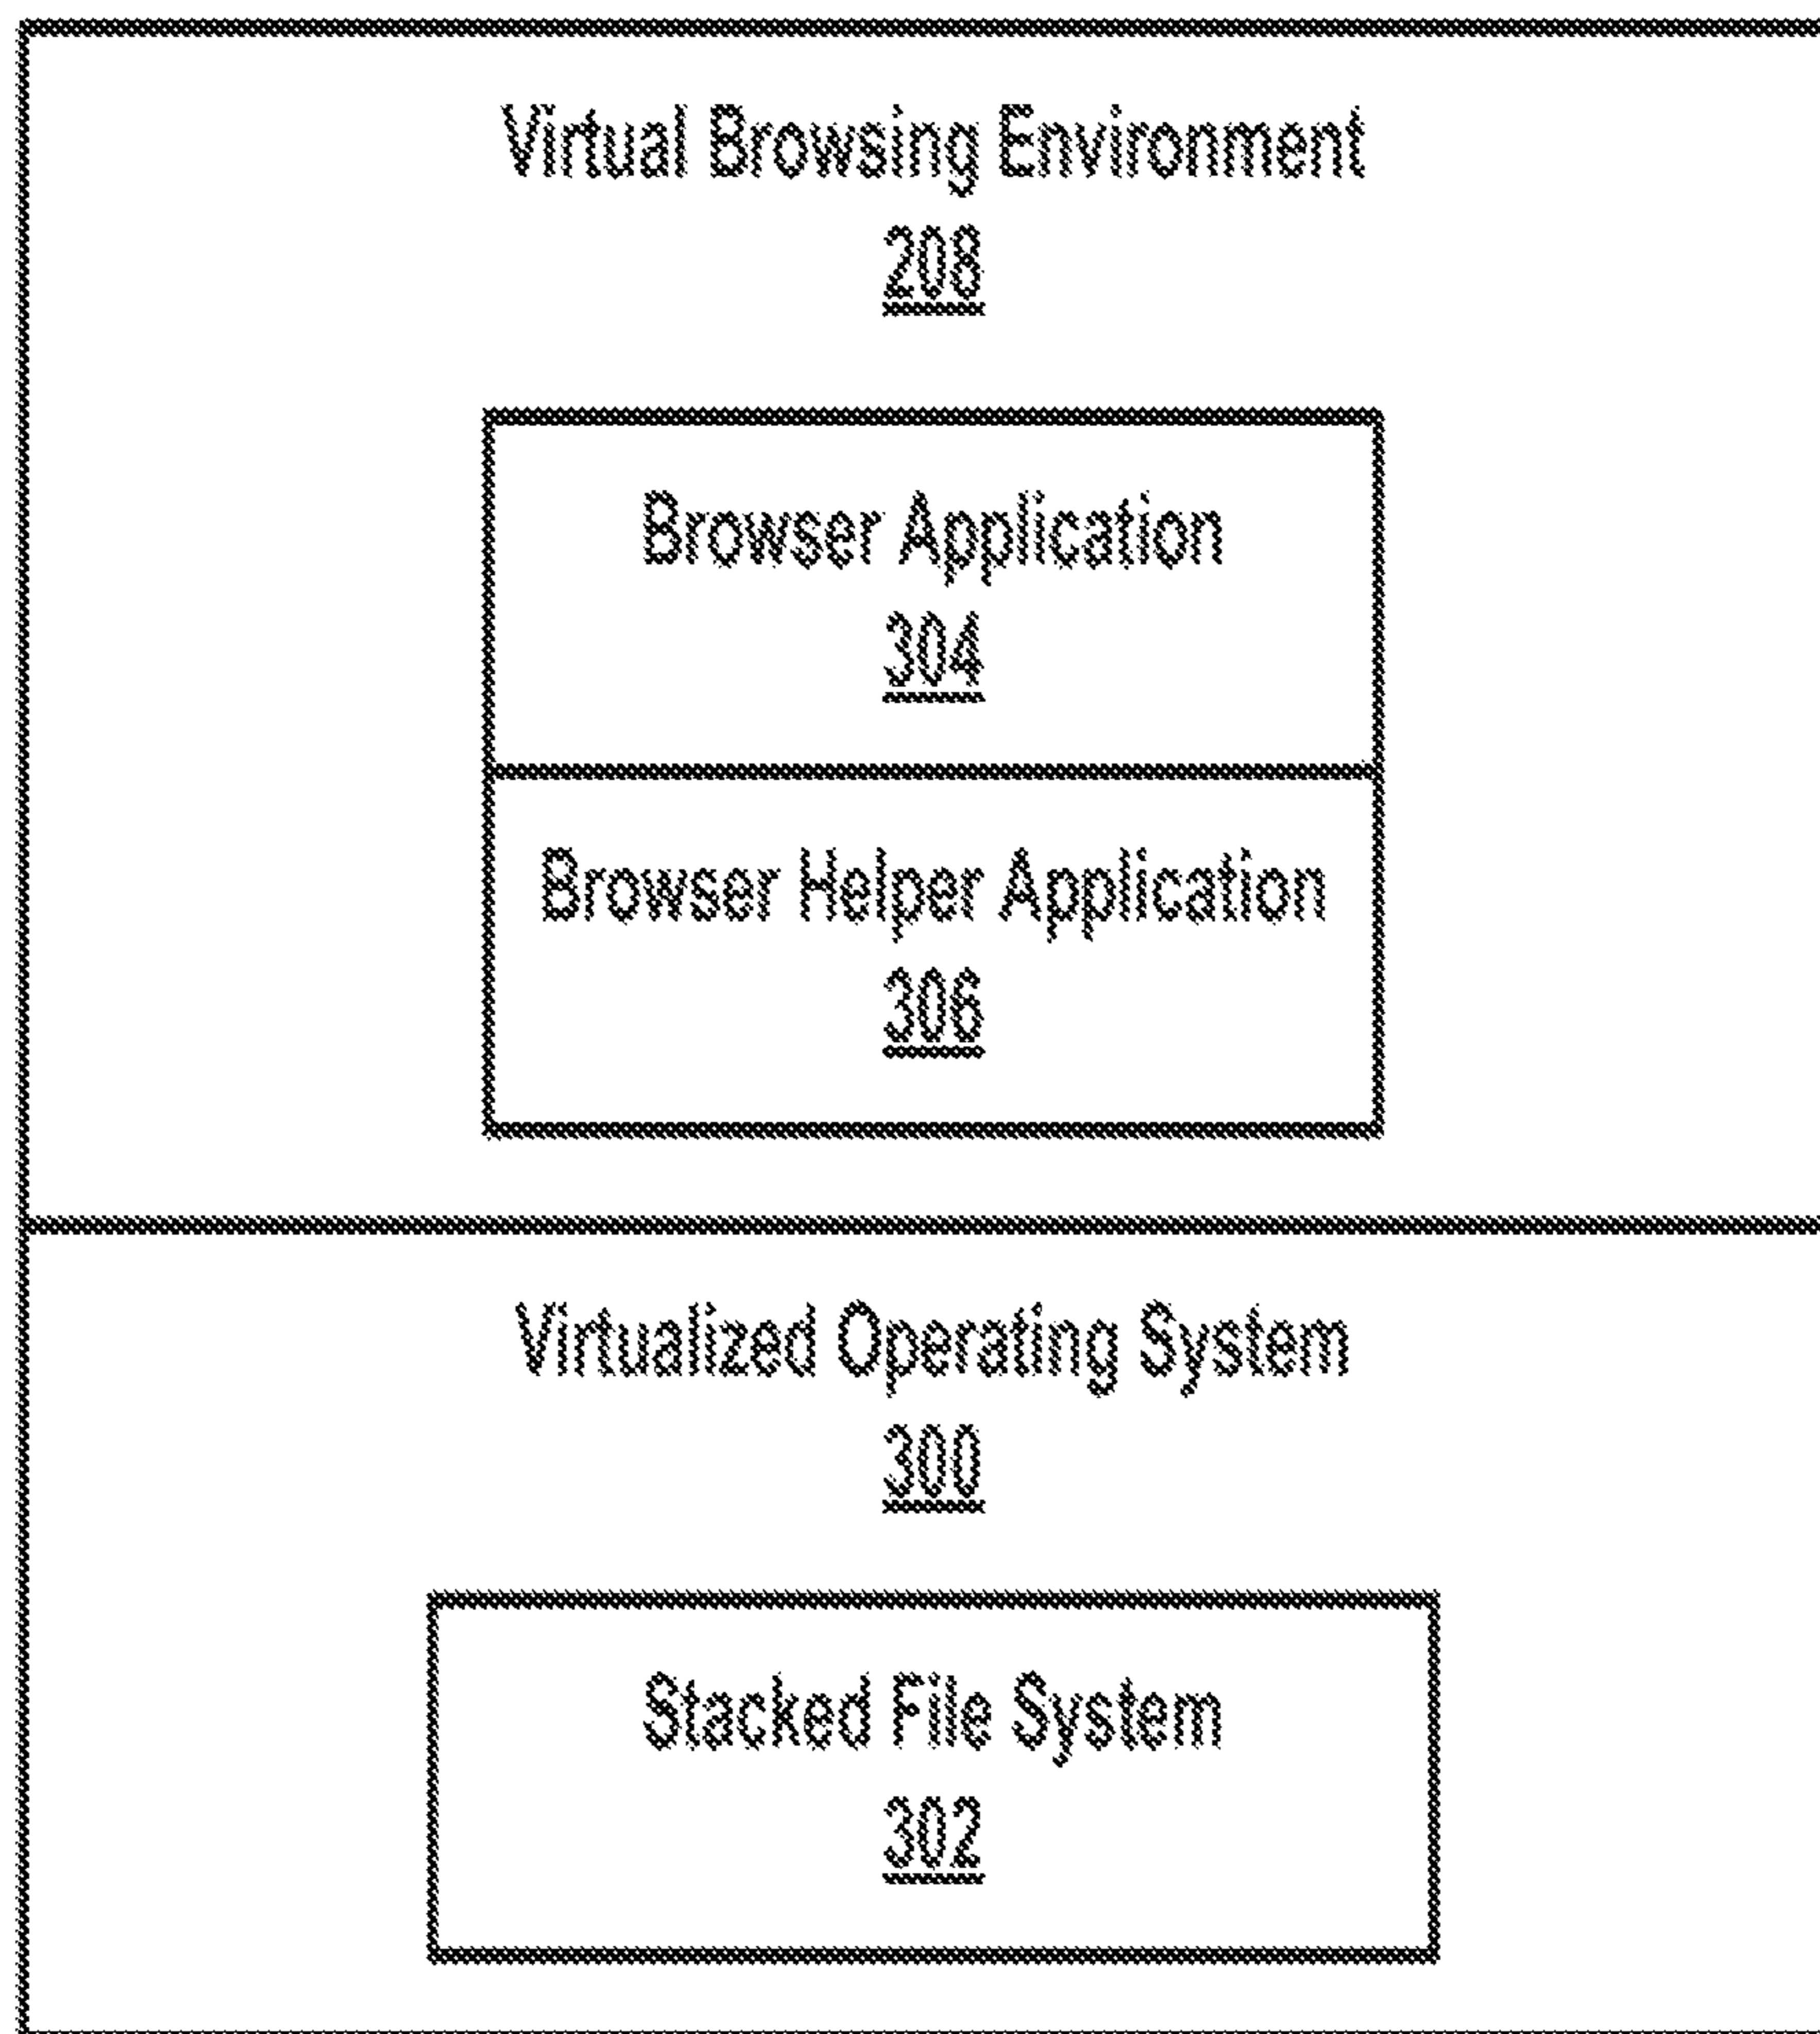 Virtual Browsing Environment
208
Browser Application
304
Browser Helper Application
306
Virtualized Operating System
300
Stacked File System
302